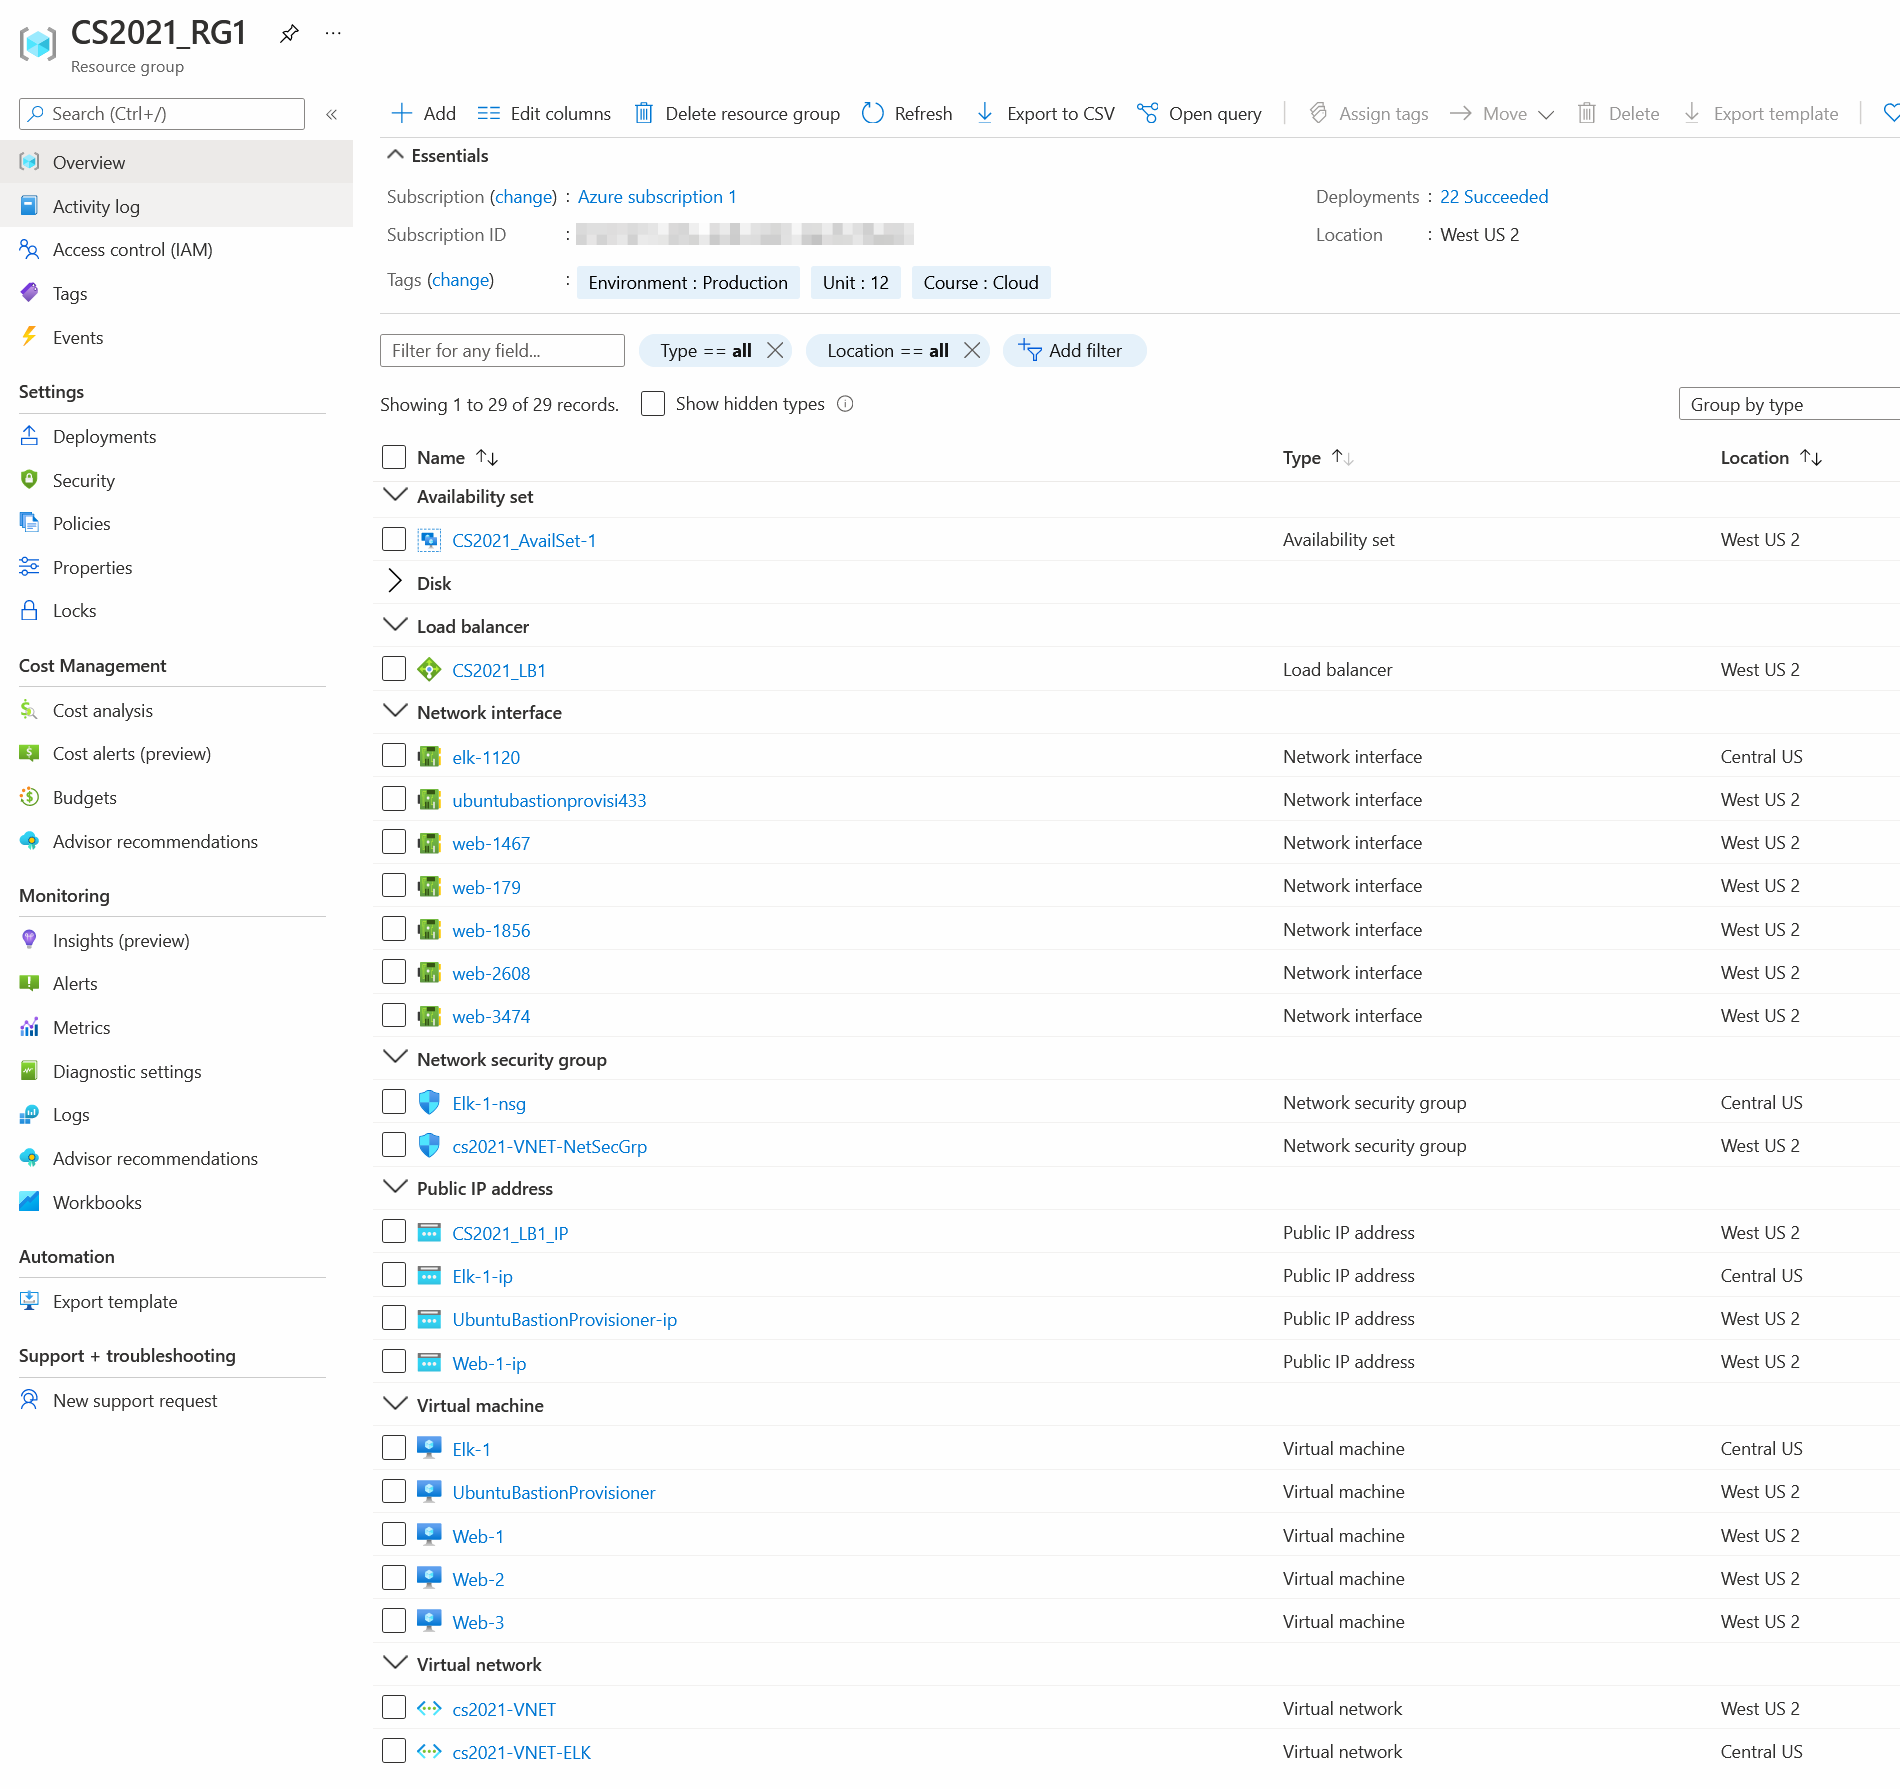 CS2021_RG1 ...
Resource group
Search (Ctrl+/) «
Overview
Activity log
Access control (IAM)
Tags
Events
Settings
Deployments
Security
Policies
Properties
Locks
Cost Management
Cost analysis
Cost alerts (preview)
Budgets
Advisor recommendations
Monitoring
Insights (preview)
Alerts
Metrics
Diagnostic settings
Logs
Advisor recommendations
Workbooks
Automation
Export template
Support + troubleshooting
New support request
Add Edit columns Delete resource group Refresh Export to CSV Open query Assign tags Move Delete Export template
Essentials
Subscription (change) : Azure subscription 1 Deployments : 22 Succeeded
Subscription ID : Location : West US 2
Tags (change) : Environment : Production Unit : 12 Course : Cloud
Filter for any field... Type == all Location == all Add filter
Showing 1 to 29 of 29 records. Show hidden types Group by type
Name Type Location
Availability set
CS2021_AvailSet-1 Availability set West US 2
Disk
Load balancer
CS2021_LB1 Load balancer West US 2
Network interface
elk-1120 Network interface Central US
ubuntubastionprovisi433 Network interface West US 2
web-1467 Network interface West US 2
web-179 Network interface West US 2
web-1856 Network interface West US 2
web-2608 Network interface West US 2
web-3474 Network interface West US 2
Network security group
Elk-1-nsg Network security group Central US
cs2021-VNET-NetSecGrp Network security group West US 2
Public IP address
CS2021_LB1_IP Public IP address West US 2
Elk-1-ip Public IP address Central US
UbuntuBastionProvisioner-ip Public IP address West US 2
Web-1-ip Public IP address West US 2
Virtual machine
Elk-1 Virtual machine Central US
UbuntuBastionProvisioner Virtual machine West US 2
Web-1 Virtual machine West US 2
Web-2 Virtual machine West US 2
Web-3 Virtual machine West US 2
Virtual network
cs2021-VNET Virtual network West US 2
cs2021-VNET-ELK Virtual network Central US